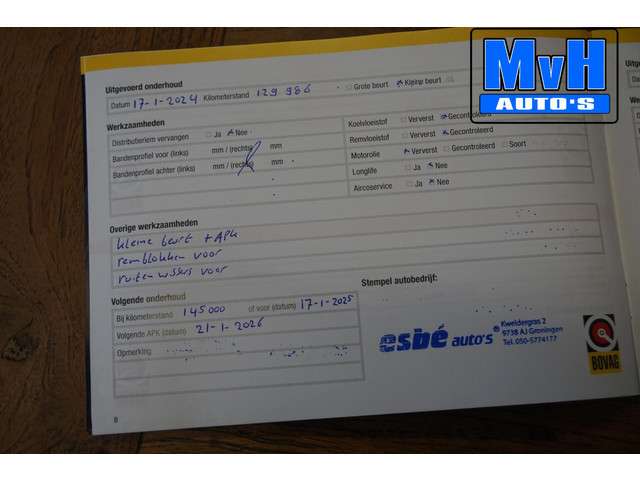 MvH
AUTO'S
Uitgevoerd onderhoud
Datum 17-1-2024 Kilometerstand 129 986 Grote beurt Kleine beurt
Werkzaamheden
Distributieriem vervangen Ja Nee
Bandenprofiel voor (links) mm / (rechts) mm
Bandenprofiel achter (links) mm / (rechts) mm
Koelvloeistof Ververst Gecontroleerd
Remvloeistof Ververst Gecontroleerd
Motorolie Ververst Gecontroleerd Soort
Longlife Ja Nee
Aircoservice Ja Nee
Overige werkzaamheden
kleine beurt + APK
remblokken voor
ruitenwissers voor
Volgende onderhoud
Bij kilometerstand 145000 of voor (datum) 17-1-2025
Volgende APK (datum) 21-1-2026
Opmerking
Stempel autobedrijf:
esbé auto's®
Kweldergras 2
9738 AJ Groningen
Tel. 050-5774177
BOVAG
8